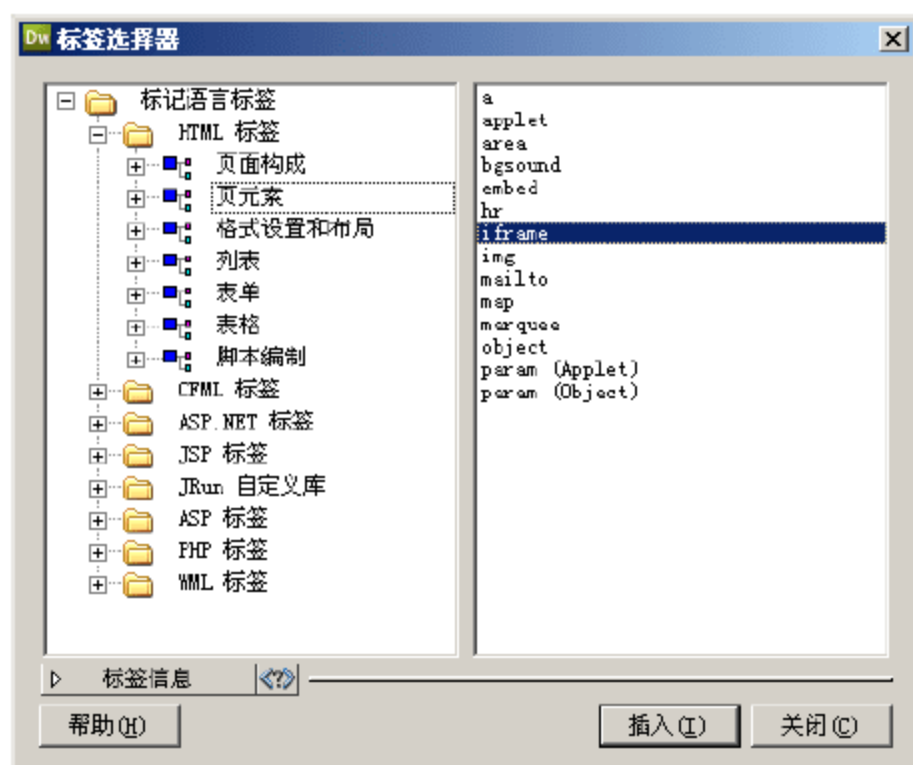 Dw 标签选择器
标记语言标签
HTML 标签
页面构成
页元素
格式设置和布局
列表
表单
表格
脚本编制
CFML 标签
ASP.NET 标签
JSP 标签
JRun 自定义库
ASP 标签
PHP 标签
WML 标签
a
applet
area
bgsound
embed
hr
iframe
img
mailto
map
marquee
object
param (Applet)
param (Object)
标签信息 <?>
帮助(H) 插入(I) 关闭(C)